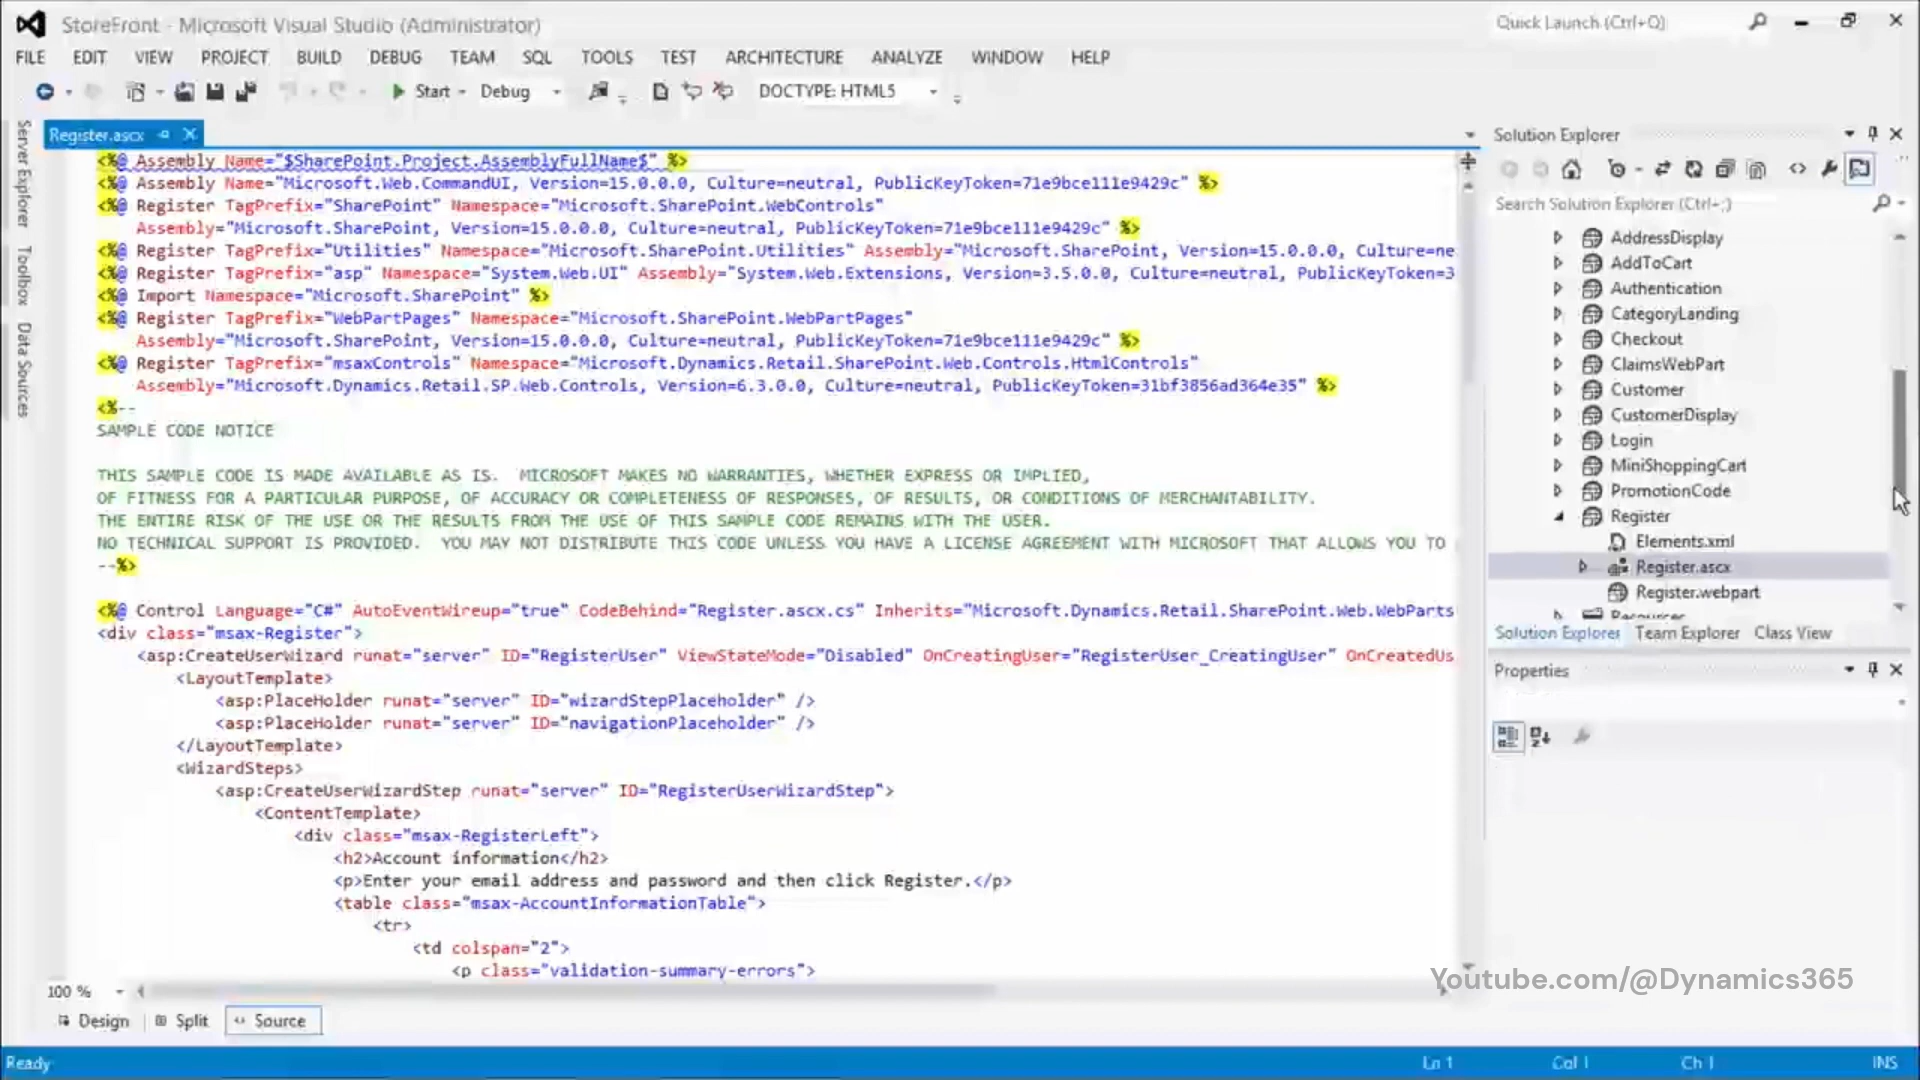 StoreFront - Microsoft Visual Studio (Administrator)
Quick Launch (Ctrl+Q)
FILE EDIT VIEW PROJECT BUILD DEBUG TEAM SQL TOOLS TEST ARCHITECTURE ANALYZE WINDOW HELP
Start Debug DOCTYPE: HTML5
Server Explorer
Toolbox
Data Sources
Register.ascx
<%@ Assembly Name="$SharePoint.Project.AssemblyFullName$" %>
<%@ Assembly Name="Microsoft.Web.CommandUI, Version=15.0.0.0, Culture=neutral, PublicKeyToken=71e9bce111e9429c" %>
<%@ Register TagPrefix="SharePoint" Namespace="Microsoft.SharePoint.WebControls"
Assembly="Microsoft.SharePoint, Version=15.0.0.0, Culture=neutral, PublicKeyToken=71e9bce111e9429c" %>
<%@ Register TagPrefix="Utilities" Namespace="Microsoft.SharePoint.Utilities" Assembly="Microsoft.SharePoint, Version=15.0.0.0, Culture=ne
<%@ Register TagPrefix="asp" Namespace="System.Web.UI" Assembly="System.Web.Extensions, Version=3.5.0.0, Culture=neutral, PublicKeyToken=3
<%@ Import Namespace="Microsoft.SharePoint" %>
<%@ Register TagPrefix="WebPartPages" Namespace="Microsoft.SharePoint.WebPartPages"
Assembly="Microsoft.SharePoint, Version=15.0.0.0, Culture=neutral, PublicKeyToken=71e9bce111e9429c" %>
<%@ Register TagPrefix="msaxControls" Namespace="Microsoft.Dynamics.Retail.SharePoint.Web.Controls.HtmlControls"
Assembly="Microsoft.Dynamics.Retail.SP.Web.Controls, Version=6.3.0.0, Culture=neutral, PublicKeyToken=31bf3856ad364e35" %>
<%--
SAMPLE CODE NOTICE
THIS SAMPLE CODE IS MADE AVAILABLE AS IS. MICROSOFT MAKES NO WARRANTIES, WHETHER EXPRESS OR IMPLIED,
OF FITNESS FOR A PARTICULAR PURPOSE, OF ACCURACY OR COMPLETENESS OF RESPONSES, OF RESULTS, OR CONDITIONS OF MERCHANTABILITY.
THE ENTIRE RISK OF THE USE OR THE RESULTS FROM THE USE OF THIS SAMPLE CODE REMAINS WITH THE USER.
NO TECHNICAL SUPPORT IS PROVIDED. YOU MAY NOT DISTRIBUTE THIS CODE UNLESS YOU HAVE A LICENSE AGREEMENT WITH MICROSOFT THAT ALLOWS YOU TO
--%>
<%@ Control Language="C#" AutoEventWireup="true" CodeBehind="Register.ascx.cs" Inherits="Microsoft.Dynamics.Retail.SharePoint.Web.WebParts
<div class="msax-Register">
<asp:CreateUserWizard runat="server" ID="RegisterUser" ViewStateMode="Disabled" OnCreatingUser="RegisterUser_CreatingUser" OnCreatedUs
<LayoutTemplate>
<asp:PlaceHolder runat="server" ID="wizardStepPlaceholder" />
<asp:PlaceHolder runat="server" ID="navigationPlaceholder" />
</LayoutTemplate>
<WizardSteps>
<asp:CreateUserWizardStep runat="server" ID="RegisterUserWizardStep">
<ContentTemplate>
<div class="msax-RegisterLeft">
<h2>Account information</h2>
<p>Enter your email address and password and then click Register.</p>
<table class="msax-AccountInformationTable">
<tr>
<td colspan="2">
<p class="validation-summary-errors">
100 %
Design Split Source
Solution Explorer
Search Solution Explorer (Ctrl+;)
AddressDisplay
AddToCart
Authentication
CategoryLanding
Checkout
ClaimsWebPart
Customer
CustomerDisplay
Login
MiniShoppingCart
PromotionCode
Register
Elements.xml
Register.ascx
Register.webpart
Solution Explorer Team Explorer Class View
Properties
Youtube.com/@Dynamics365
Ready Ln 1 Col 1 Ch 1 INS